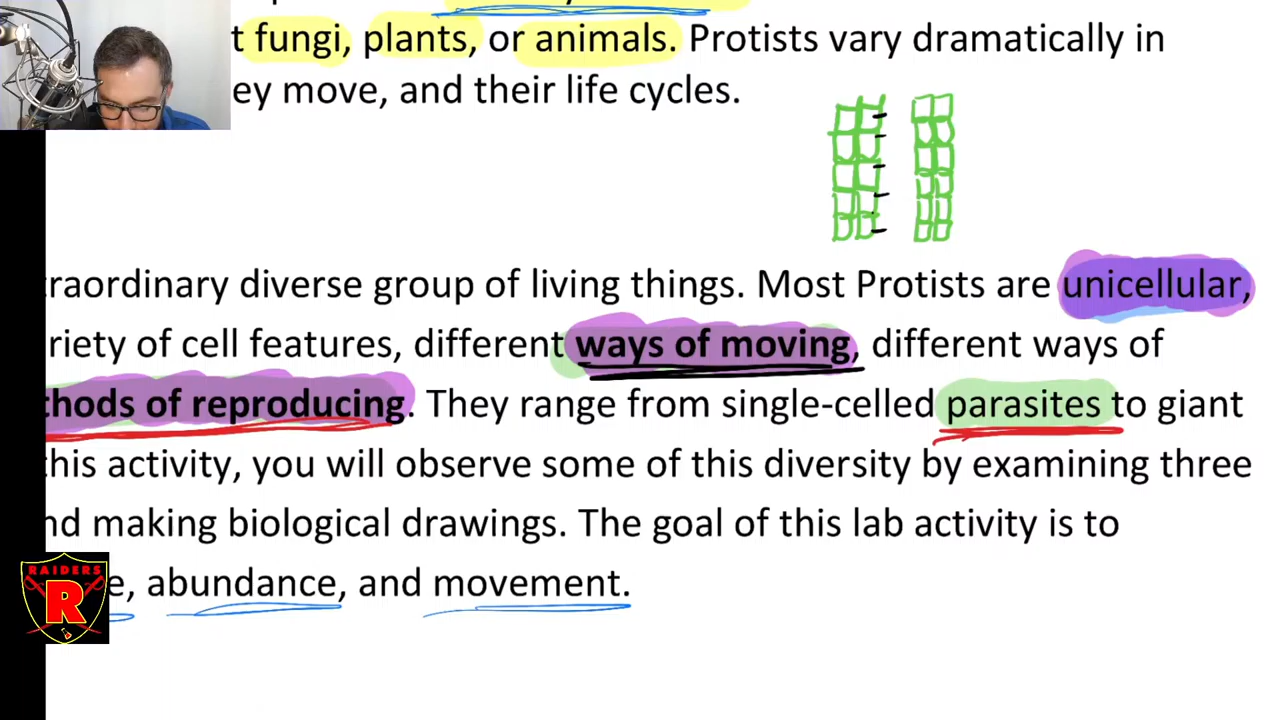 t fungi, plants, or animals. Protists vary dramatically in
ey move, and their life cycles.
traordinary diverse group of living things. Most Protists are unicellular,
riety of cell features, different ways of moving, different ways of
thods of reproducing. They range from single-celled parasites to giant
this activity, you will observe some of this diversity by examining three
nd making biological drawings. The goal of this lab activity is to
e, abundance, and movement.
RAIDERS
R